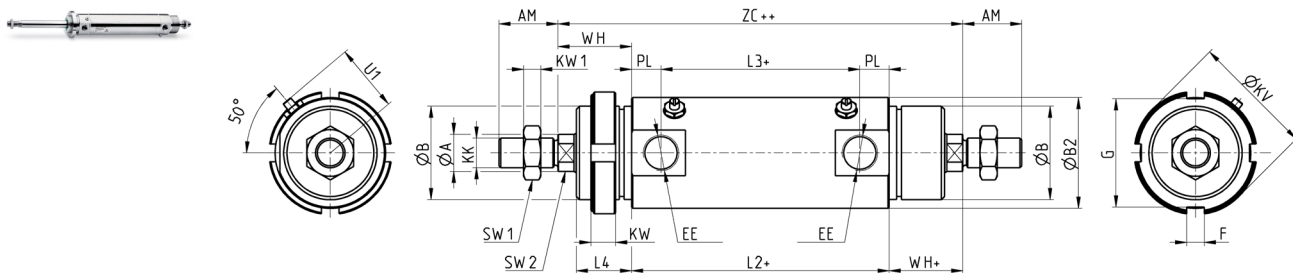 AM
ZC++
AM
WH
KW1
PL
L3+
PL
U1
50°
ØB
ØA
KK
ØB
ØB2
G
ØKV
SW1
KW
EE
EE
F
SW2
L4
L2+
WH+